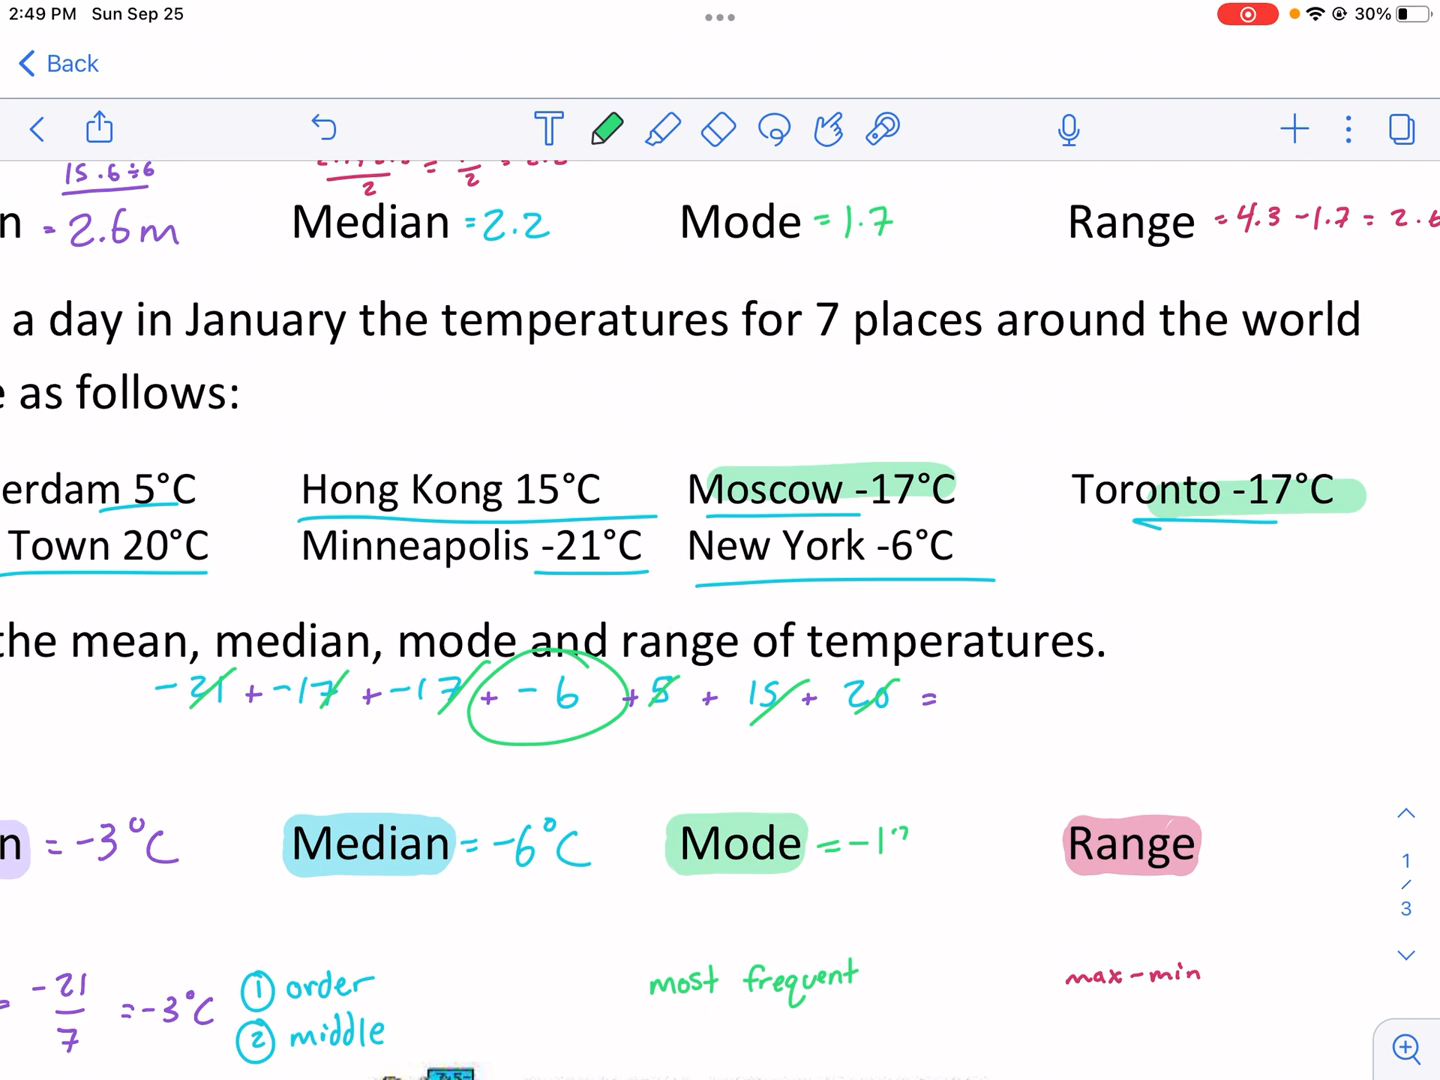 2:49 PM Sun Sep 25
30%
Back
15.6÷6
2 = 2
n = 2.6m Median = 2.2 Mode = 1.7 Range = 4.3 - 1.7 = 2.6
a day in January the temperatures for 7 places around the world
e as follows:
erdam 5°C Hong Kong 15°C Moscow -17°C Toronto -17°C
Town 20°C Minneapolis -21°C New York -6°C
the mean, median, mode and range of temperatures.
-21 + -17 + -17 + -6 + 5 + 15 + 20 =
n = -3°C Median = -6°C Mode = -17 Range
1
/
3
= -21/7 = -3°C
① order
② middle
most frequent
max - min